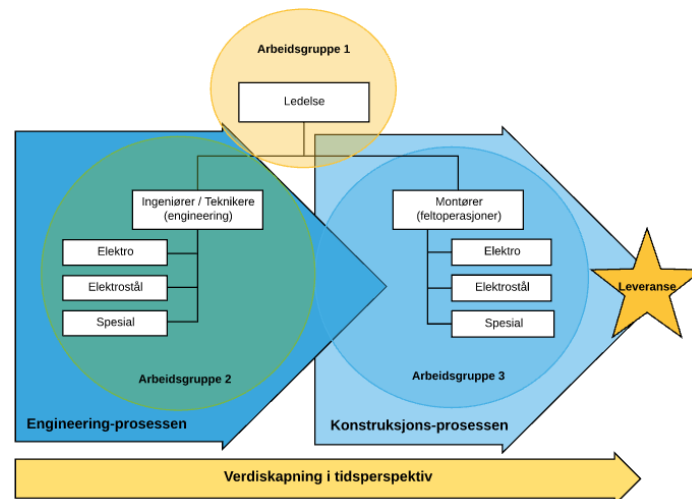 Arbeidsgruppe 1
Ledelse
Ingeniører / Teknikere
(engineering)
Elektro
Elektrostål
Spesial
Arbeidsgruppe 2
Engineering-prosessen
Montører
(feltoperasjoner)
Elektro
Elektrostål
Spesial
Arbeidsgruppe 3
Konstruksjons-prosessen
Leveranse
Verdiskapning i tidsperspektiv